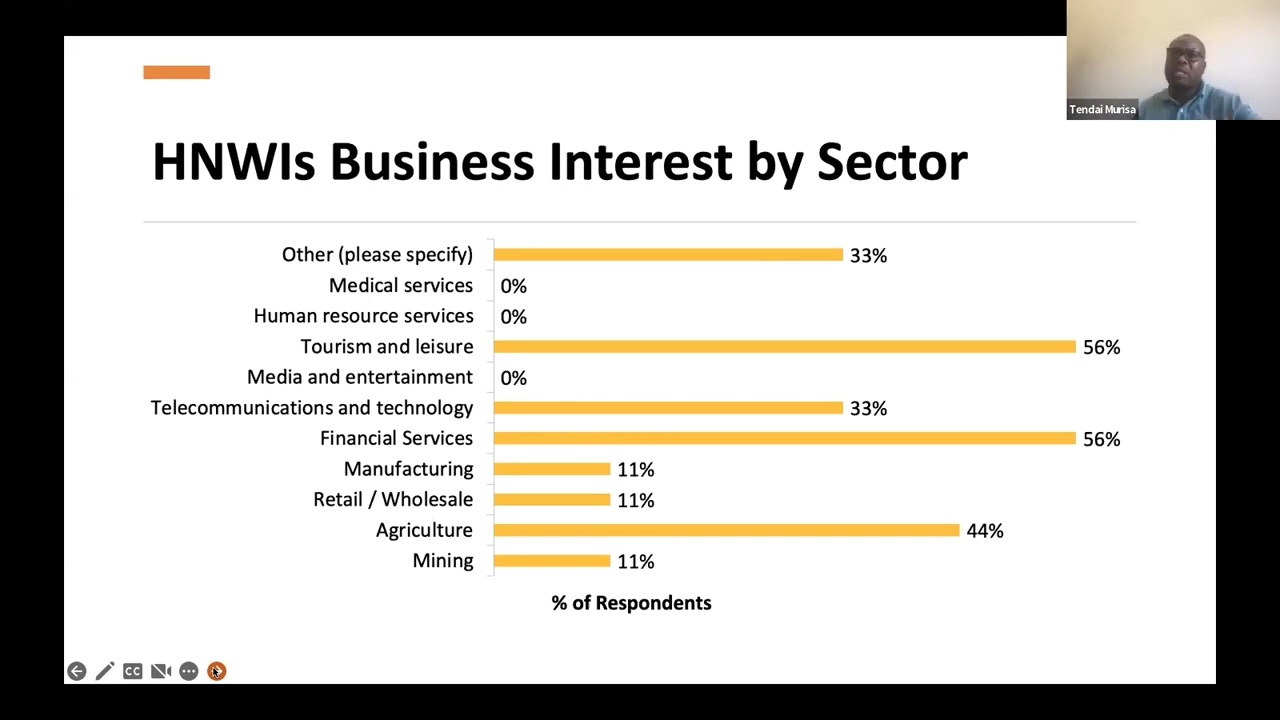 Tendai Murisa
HNWIs Business Interest by Sector
Other (please specify) 33%
Medical services 0%
Human resource services 0%
Tourism and leisure 56%
Media and entertainment 0%
Telecommunications and technology 33%
Financial Services 56%
Manufacturing 11%
Retail / Wholesale 11%
Agriculture 44%
Mining 11%
% of Respondents
CC